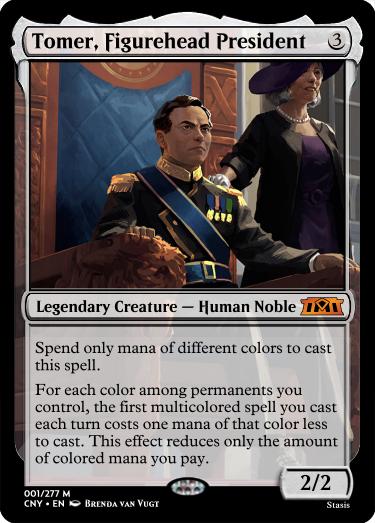 Tomer, Figurehead President 3
Legendary Creature — Human Noble
Spend only mana of different colors to cast
this spell.
For each color among permanents you
control, the first multicolored spell you cast
each turn costs one mana of that color less
to cast. This effect reduces only the amount
of colored mana you pay.
2/2
001/277 M
CNY • EN Brenda van Vugt
Stasis